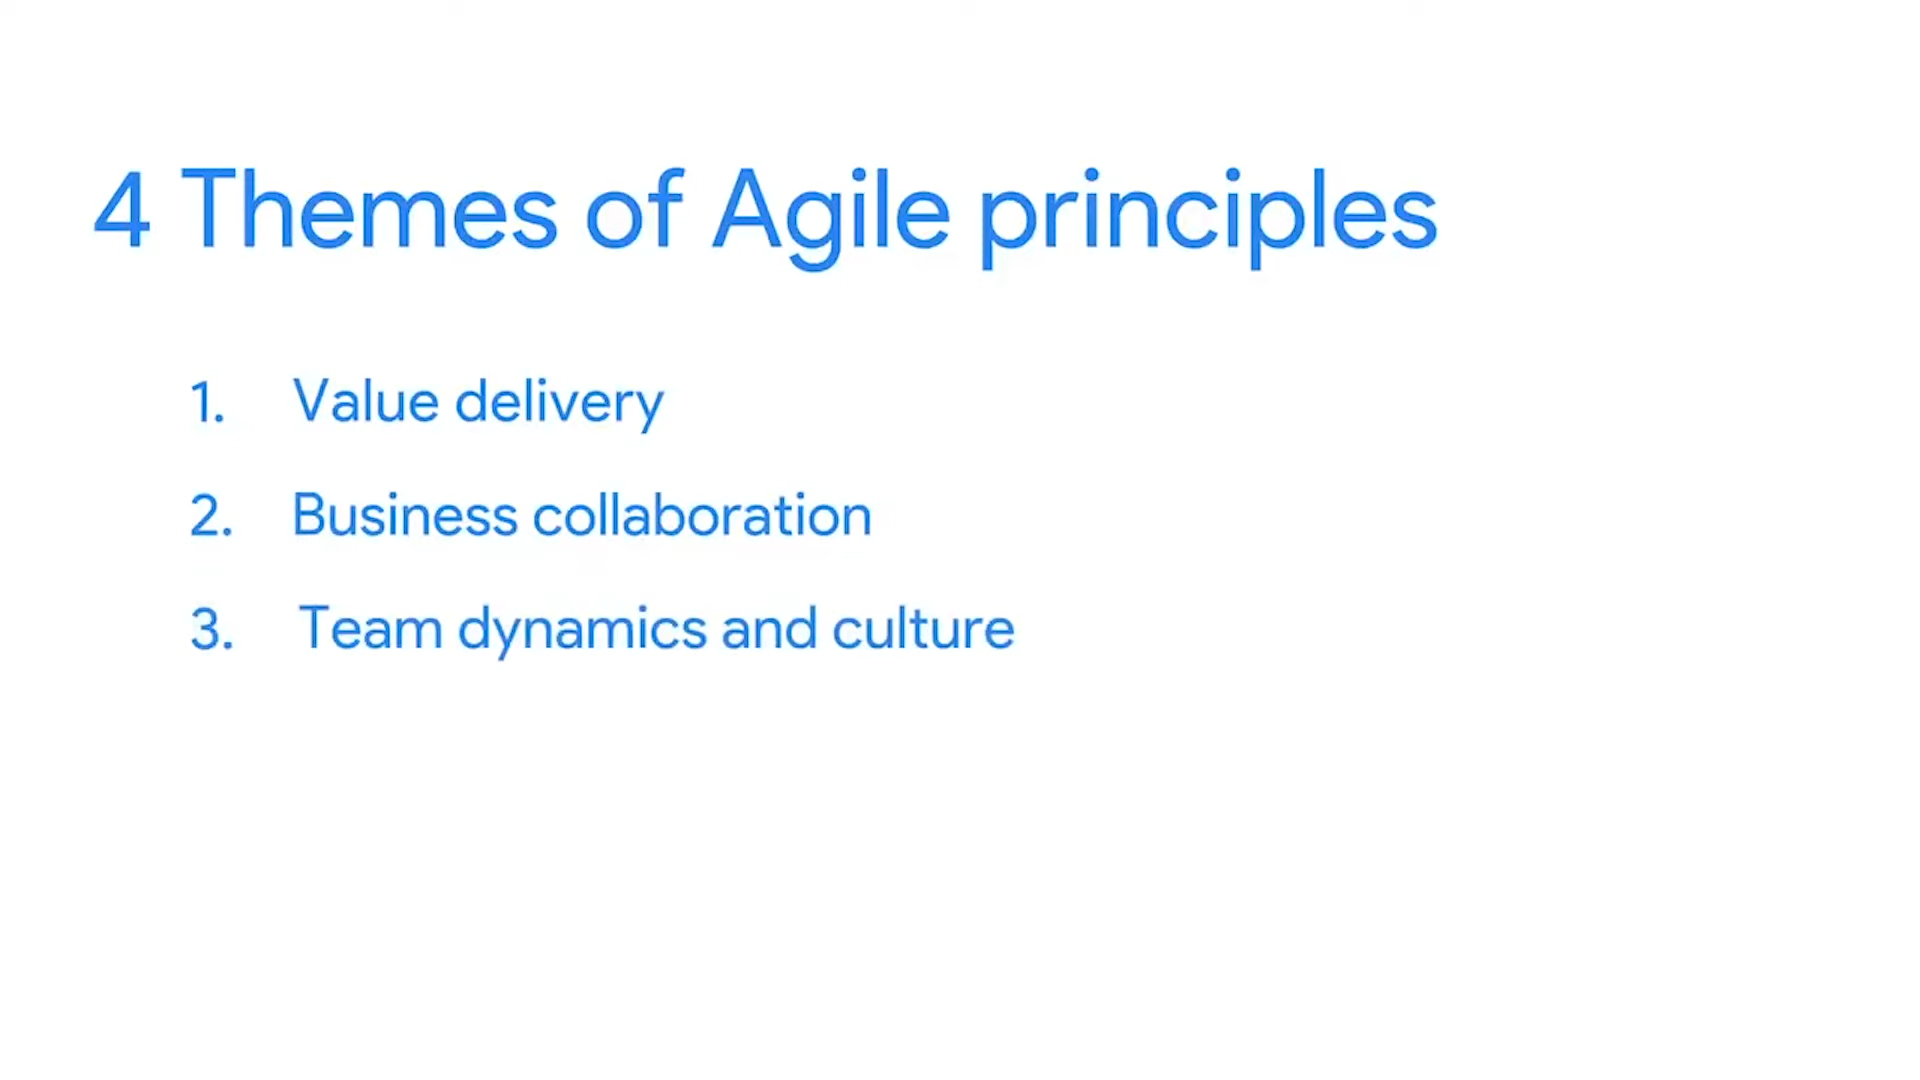 4 Themes of Agile principles
1. Value delivery
2. Business collaboration
3. Team dynamics and culture